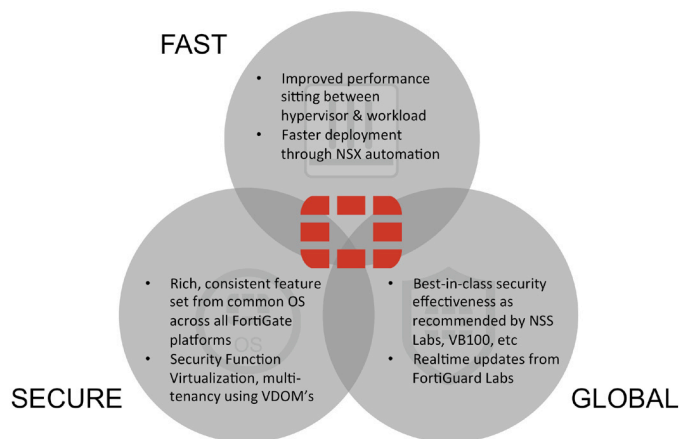 FAST
• Improved performance
sitting between
hypervisor & workload
• Faster deployment
through NSX automation
• Rich, consistent feature
set from common OS
across all FortiGate
platforms
• Security Function
Virtualization, multi-
tenancy using VDOM's
OS
SECURE
• Best-in-class security
effectiveness as
recommended by NSS
Labs, VB100, etc
• Realtime updates from
FortiGuard Labs
GLOBAL